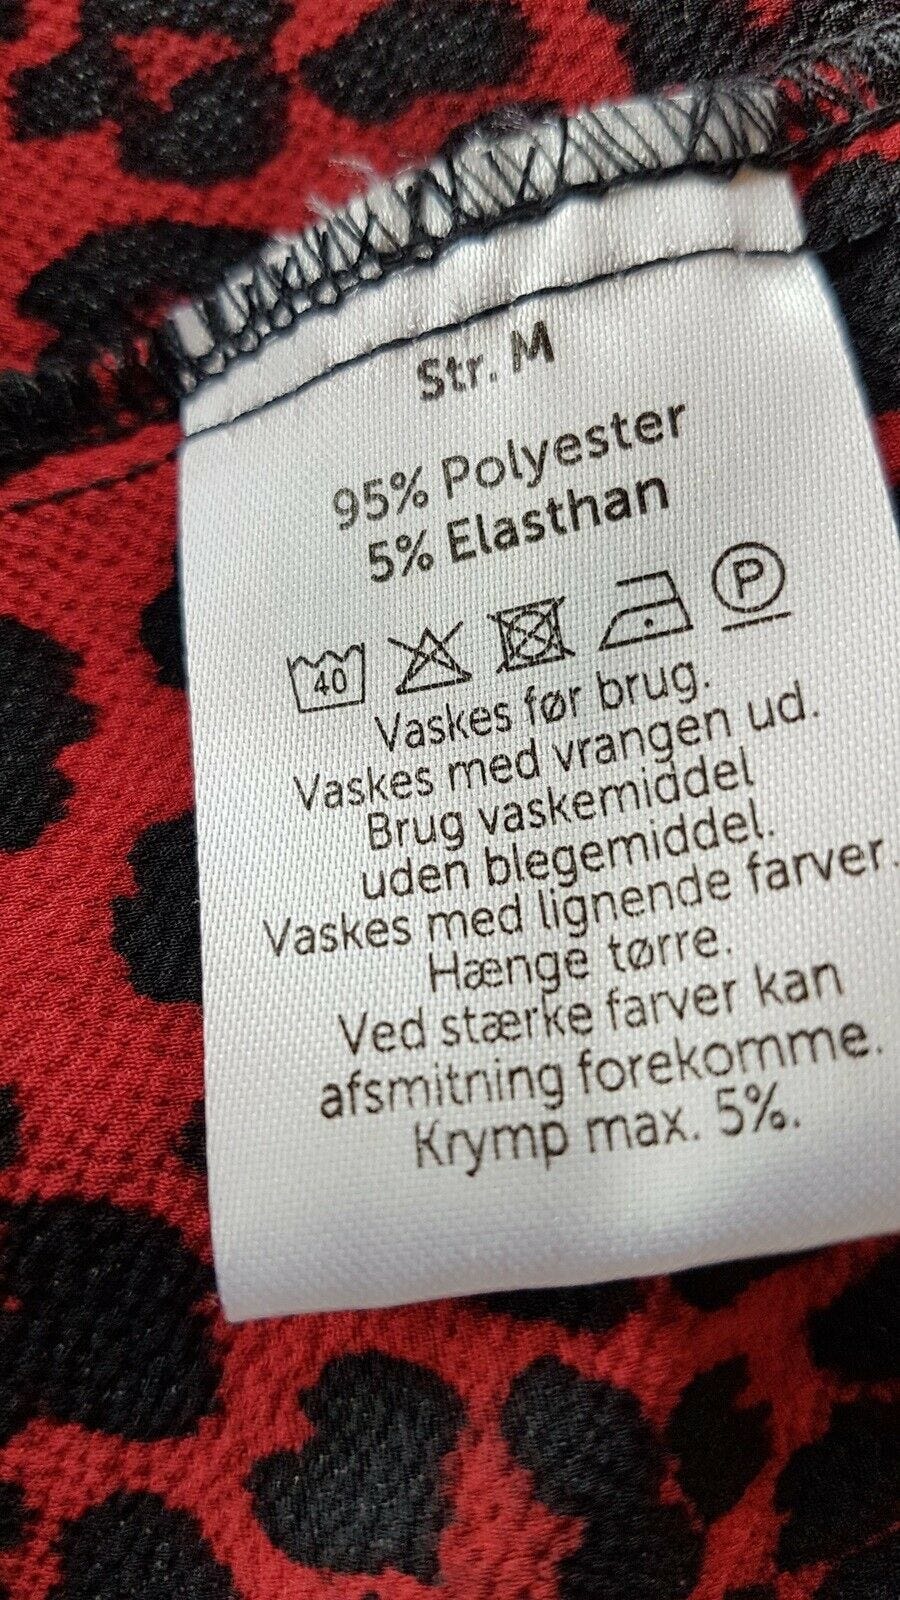 Str. M
95% Polyester
5% Elasthan
40 P
Vaskes før brug.
Vaskes med vrangen ud.
Brug vaskemiddel
uden blegemiddel.
Vaskes med lignende farver.
Hænge tørre.
Ved stærke farver kan
afsmitning forekomme.
Krymp max. 5%.